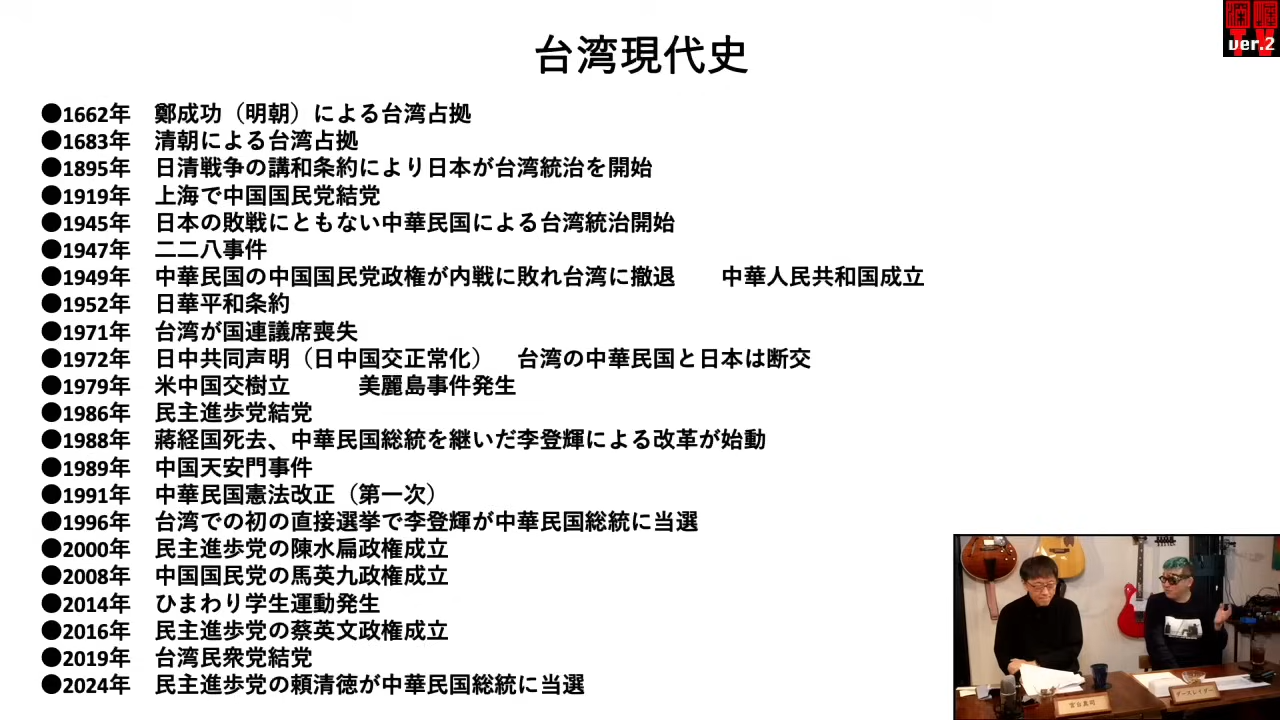 台湾現代史
ver.2
●1662年　鄭成功（明朝）による台湾占拠
●1683年　清朝による台湾占拠
●1895年　日清戦争の講和条約により日本が台湾統治を開始
●1919年　上海で中国国民党結党
●1945年　日本の敗戦にともない中華民国による台湾統治開始
●1947年　二二八事件
●1949年　中華民国の中国国民党政権が内戦に敗れ台湾に撤退　　中華人民共和国成立
●1952年　日華平和条約
●1971年　台湾が国連議席喪失
●1972年　日中共同声明（日中国交正常化）　台湾の中華民国と日本は断交
●1979年　米中国交樹立　　　美麗島事件発生
●1986年　民主進歩党結党
●1988年　蔣経国死去、中華民国総統を継いだ李登輝による改革が始動
●1989年　中国天安門事件
●1991年　中華民国憲法改正（第一次）
●1996年　台湾での初の直接選挙で李登輝が中華民国総統に当選
●2000年　民主進歩党の陳水扁政権成立
●2008年　中国国民党の馬英九政権成立
●2014年　ひまわり学生運動発生
●2016年　民主進歩党の蔡英文政権成立
●2019年　台湾民衆党結党
●2024年　民主進歩党の頼清徳が中華民国総統に当選
宮台真司
ダースレイダー